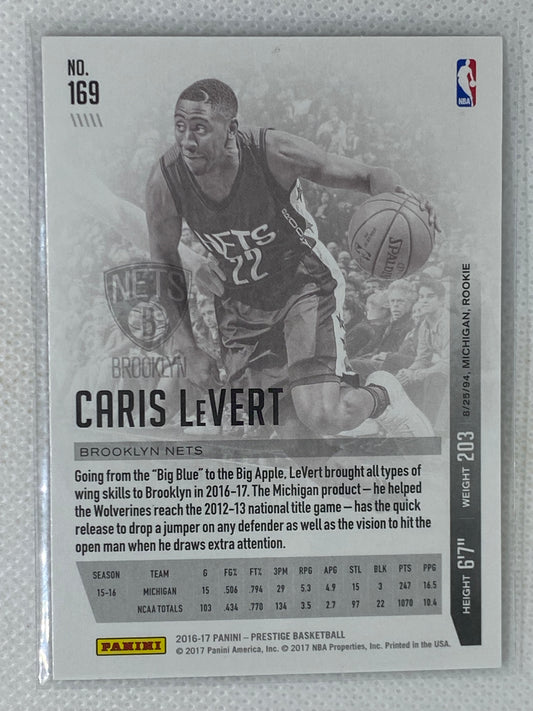 NO.
169
NBA
NETS
22
SPALDING
NETS
B
BROOKLYN
CARIS LeVERT
BROOKLYN NETS
Going from the “Big Blue” to the Big Apple, LeVert brought all types of
wing skills to Brooklyn in 2016–17. The Michigan product — he helped
the Wolverines reach the 2012–13 national title game — has the quick
release to drop a jumper on any defender as well as the vision to hit the
open man when he draws extra attention.
HEIGHT 6'7" WEIGHT 203 8/25/94, MICHIGAN, ROOKIE
SEASON TEAM G FG% FT% 3PM RPG APG STL BLK PTS PPG
15-16 MICHIGAN 15 .506 .794 29 5.3 4.9 15 3 247 16.5
NCAA TOTALS 103 .434 .770 134 3.5 2.7 97 22 1070 10.4
PANINI
2016-17 PANINI – PRESTIGE BASKETBALL
© 2017 Panini America, Inc. © 2017 NBA Properties, Inc. Printed in the USA.